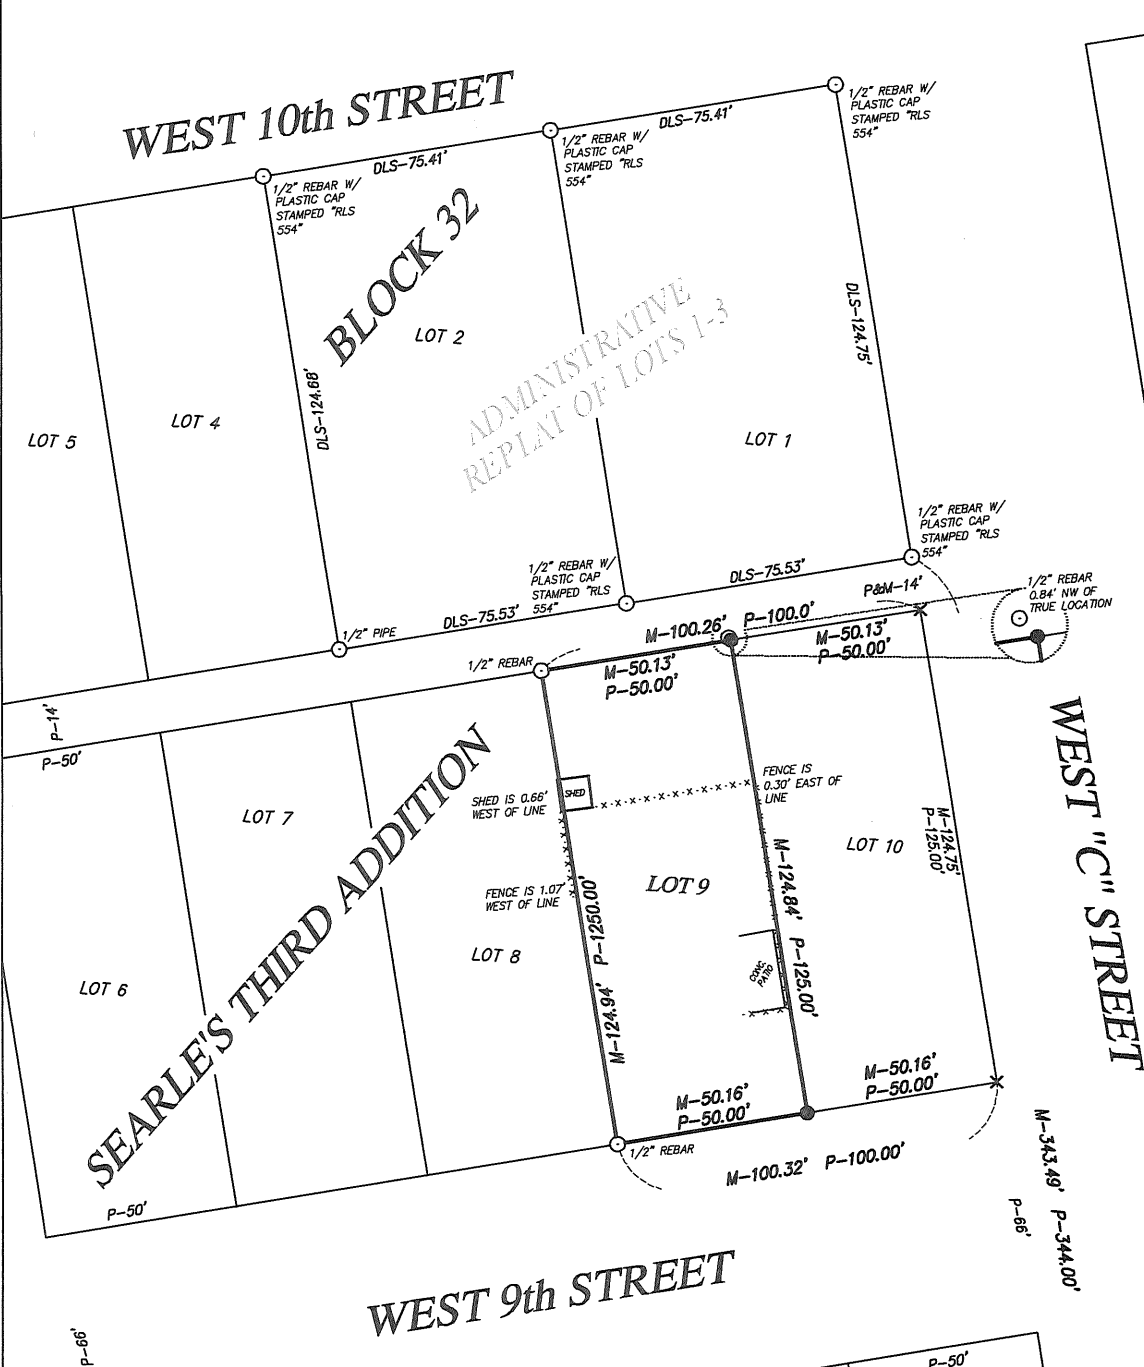 WEST 10th STREET
DLS-75.41'
DLS-75.41'
1/2" REBAR W/
PLASTIC CAP
STAMPED "RLS
554"
1/2" REBAR W/
PLASTIC CAP
STAMPED "RLS
554"
1/2" REBAR W/
PLASTIC CAP
STAMPED "RLS
554"
BLOCK 32
LOT 2
ADMINISTRATIVE
REPLAT OF LOTS 1-3
DLS-124.75'
DLS-124.68'
LOT 5
LOT 4
LOT 1
1/2" REBAR W/
PLASTIC CAP
STAMPED "RLS
554"
1/2" REBAR W/
PLASTIC CAP
STAMPED "RLS
554"
DLS-75.53'
DLS-75.53'
P&M-14'
1/2" REBAR
0.84' NW OF
TRUE LOCATION
1/2" PIPE
M-100.26' P-100.0'
M-50.13'
P-50.00'
1/2" REBAR
M-50.13'
P-50.00'
P-14'
P-50'
SEARLE'S THIRD ADDITION
WEST "C" STREET
SHED
SHED IS 0.66'
WEST OF LINE
FENCE IS
0.30' EAST OF
LINE
LOT 7
LOT 10
M-124.75'
P-125.00'
LOT 9
FENCE IS 1.07'
WEST OF LINE
M-124.84' P-125.00'
M-124.94' P-1250.00'
LOT 8
CONC.
PATIO
LOT 6
M-50.16'
P-50.00'
M-50.16'
P-50.00'
1/2" REBAR
M-100.32' P-100.00'
M-343.49' P-344.00'
P-66'
P-50'
WEST 9th STREET
P-66'
P-50'